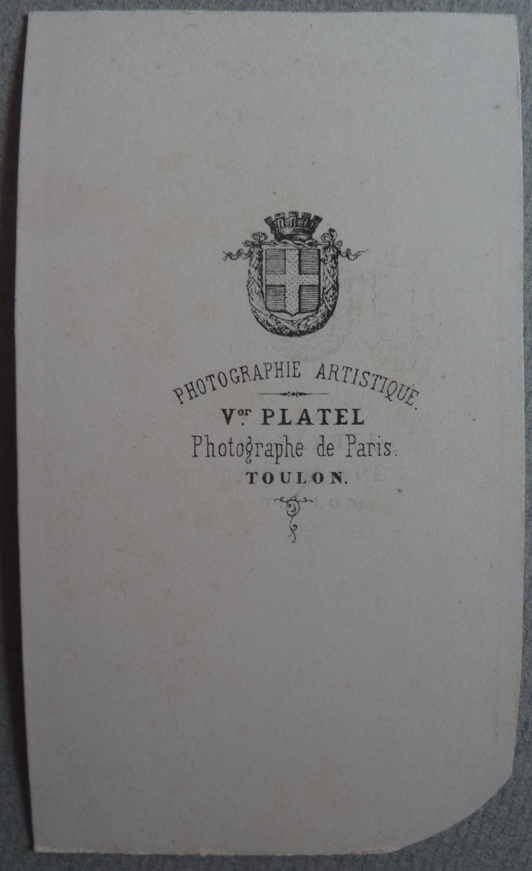 PHOTOGRAPHIE ARTISTIQUE.
Vor. PLATEL
Photographe de Paris.
TOULON.